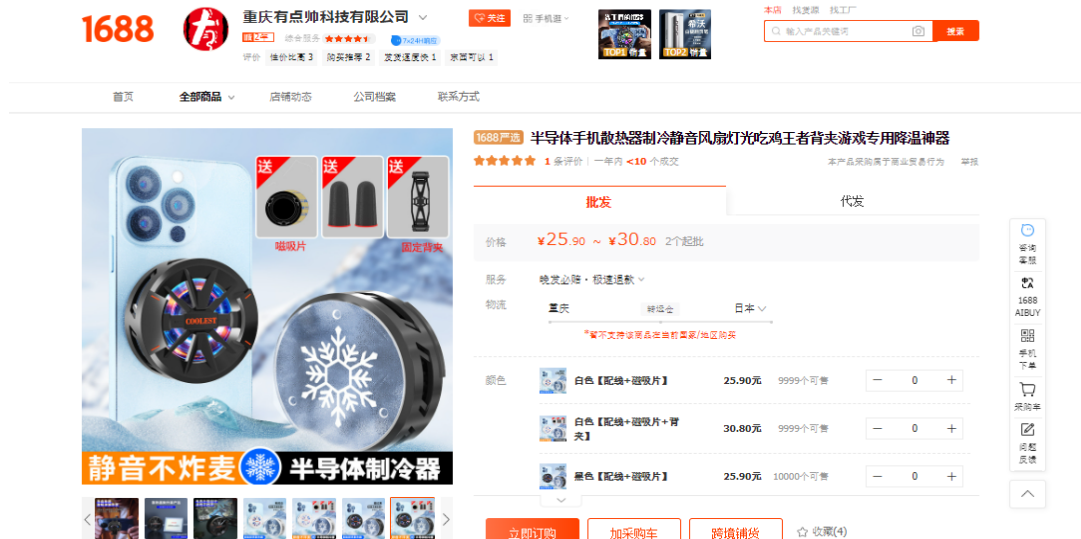 1688
重庆有点帅科技有限公司
2年
综合服务
7×24H响应
评价 性价比高 3 购买推荐 2 发货速度快 1 东西可以 1
关注
手机逛
TOP1 销量
TOP2 销量
本店 找货源 找工厂
输入产品关键词
搜索
首页 全部商品 店铺动态 公司档案 联系方式
送 送 送
磁吸片
固定背夹
COOLEST
静音不炸麦 半导体制冷器
1688严选 半导体手机散热器制冷静音风扇灯光吃鸡王者背夹游戏专用降温神器
1 条评价 一年内 <10 个成交
本产品采购属于商业贸易行为 举报
批发 代发
价格 ¥25.90 ~ ¥30.80 2个起批
服务 晚发必赔·极速退款
物流 重庆 转运仓 日本
*暂不支持该商品在当前国家/地区购买
颜色
白色【配线+磁吸片】 25.90元 9999个可售 − 0 +
白色【配线+磁吸片+背夹】 30.80元 9999个可售 − 0 +
黑色【配线+磁吸片】 25.90元 10000个可售 − 0 +
立即订购 加采购车 跨境铺货 收藏(4)
咨询
客服
1688
AIBUY
手机
下单
采购车
问题
反馈